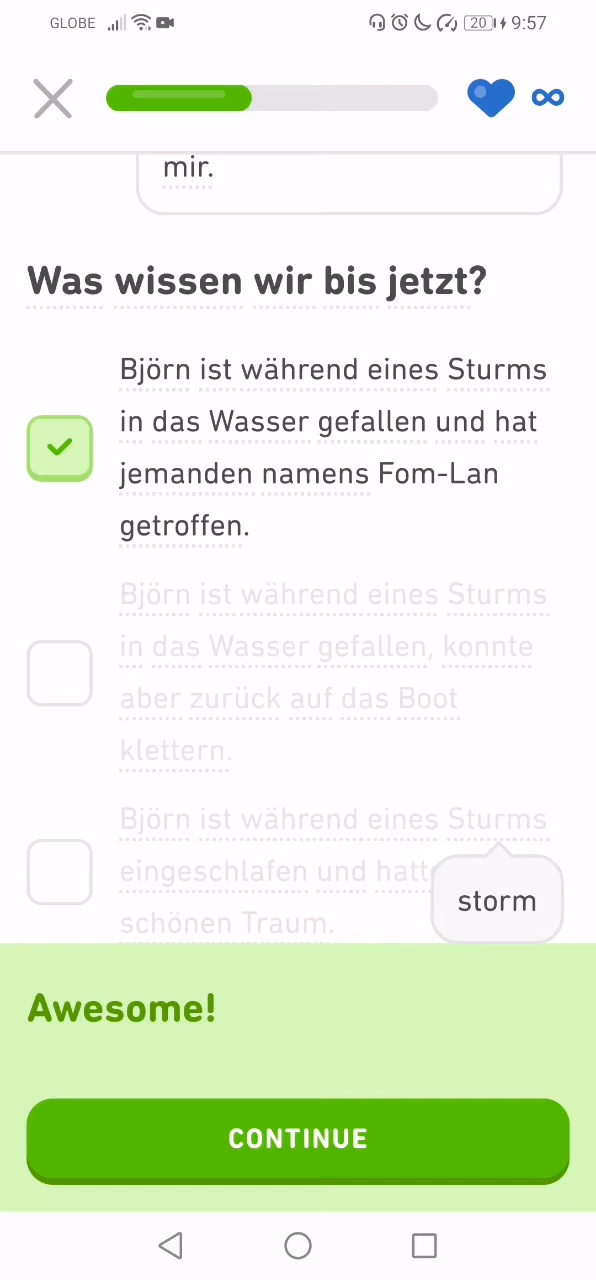 GLOBE 20 9:57
mir.
Was wissen wir bis jetzt?
Björn ist während eines Sturms
in das Wasser gefallen und hat
jemanden namens Fom-Lan
getroffen.
Björn ist während eines Sturms
in das Wasser gefallen, konnte
aber zurück auf das Boot
klettern.
Björn ist während eines Sturms
eingeschlafen und hatt
schönen Traum.
storm
Awesome!
CONTINUE